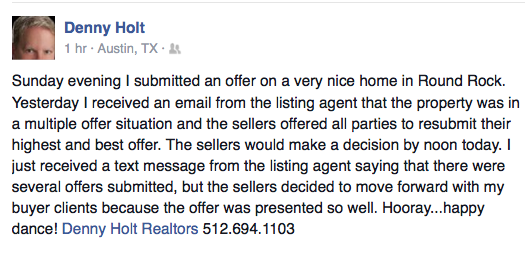 Denny Holt
1 hr · Austin, TX ·
Sunday evening I submitted an offer on a very nice home in Round Rock.
Yesterday I received an email from the listing agent that the property was in
a multiple offer situation and the sellers offered all parties to resubmit their
highest and best offer. The sellers would make a decision by noon today. I
just received a text message from the listing agent saying that there were
several offers submitted, but the sellers decided to move forward with my
buyer clients because the offer was presented so well. Hooray...happy
dance! Denny Holt Realtors 512.694.1103